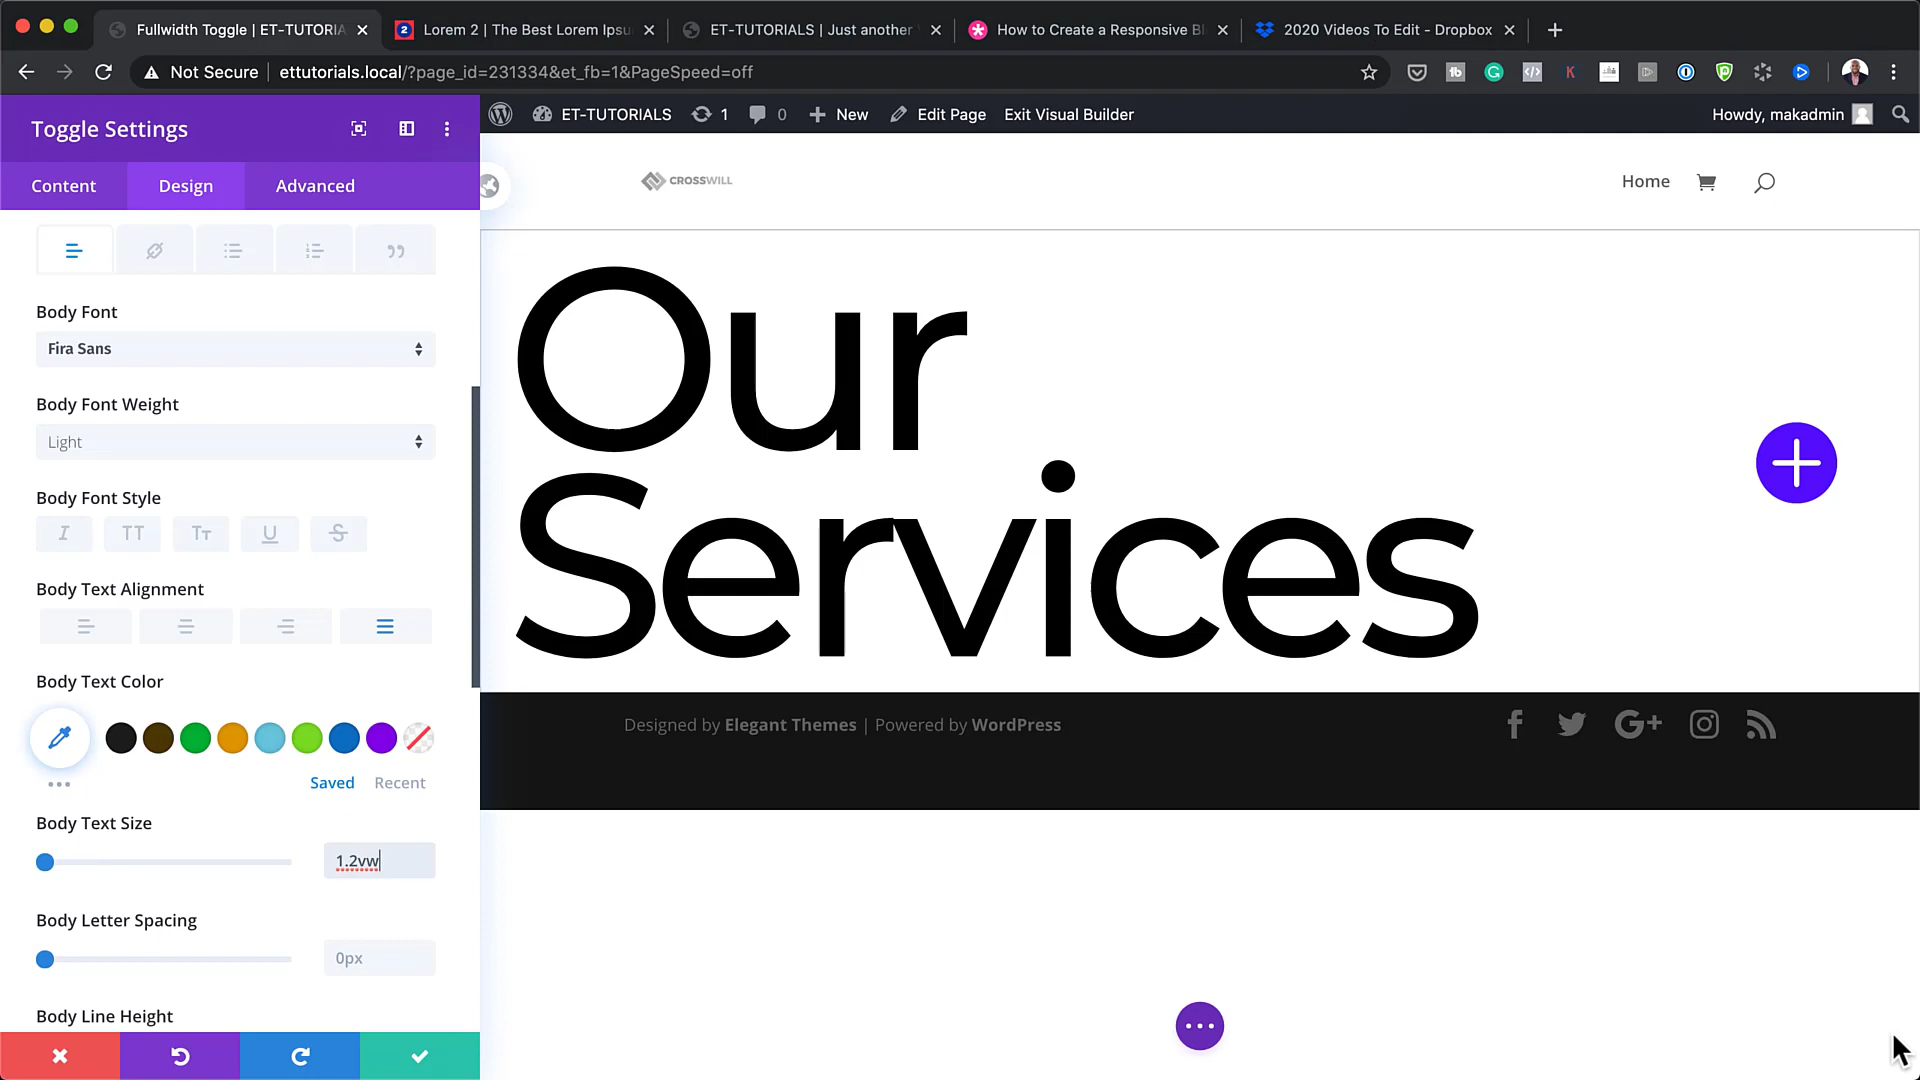 Fullwidth Toggle | ET-TUTORIA
Lorem 2 | The Best Lorem Ipsu
ET-TUTORIALS | Just another
How to Create a Responsive Bl
2020 Videos To Edit - Dropbox
Not Secure
ettutorials.local/?page_id=231334&et_fb=1&PageSpeed=off
ET-TUTORIALS
1
0
New
Edit Page
Exit Visual Builder
Howdy, makadmin
Toggle Settings
Content
Design
Advanced
CROSSWILL
Home
Body Font
Fira Sans
Body Font Weight
Light
Body Font Style
I
TT
Tт
U
S
Body Text Alignment
Body Text Color
Saved
Recent
Body Text Size
1.2vw
Body Letter Spacing
0px
Body Line Height
Our
Services
Designed by Elegant Themes | Powered by WordPress